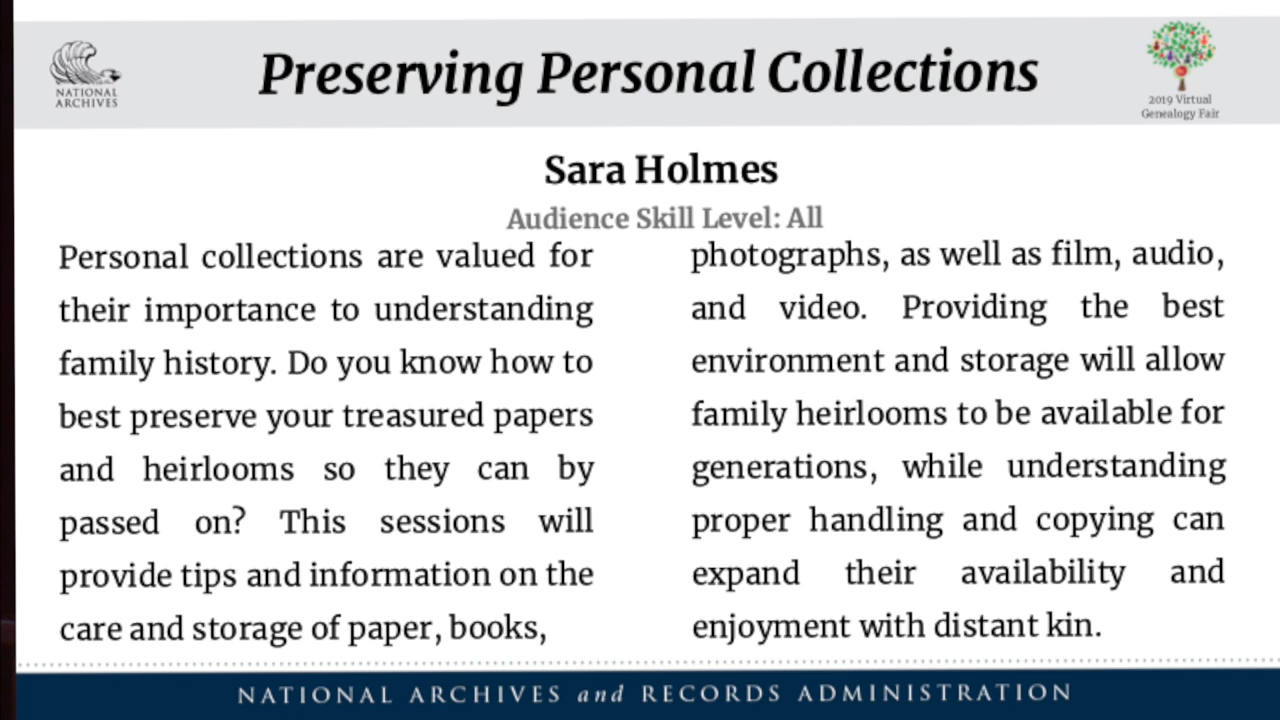 NATIONAL
ARCHIVES
Preserving Personal Collections
2019 Virtual
Genealogy Fair
Sara Holmes
Audience Skill Level: All
Personal collections are valued for
their importance to understanding
family history. Do you know how to
best preserve your treasured papers
and heirlooms so they can by
passed on? This sessions will
provide tips and information on the
care and storage of paper, books,
photographs, as well as film, audio,
and video. Providing the best
environment and storage will allow
family heirlooms to be available for
generations, while understanding
proper handling and copying can
expand their availability and
enjoyment with distant kin.
NATIONAL ARCHIVES and RECORDS ADMINISTRATION